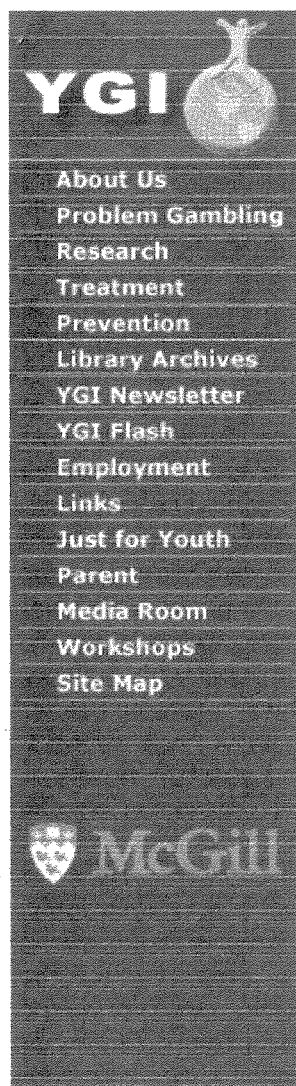 YGI
About Us
Problem Gambling
Research
Treatment
Prevention
Library Archives
YGI Newsletter
YGI Flash
Employment
Links
Just for Youth
Parent
Media Room
Workshops
Site Map
McGill